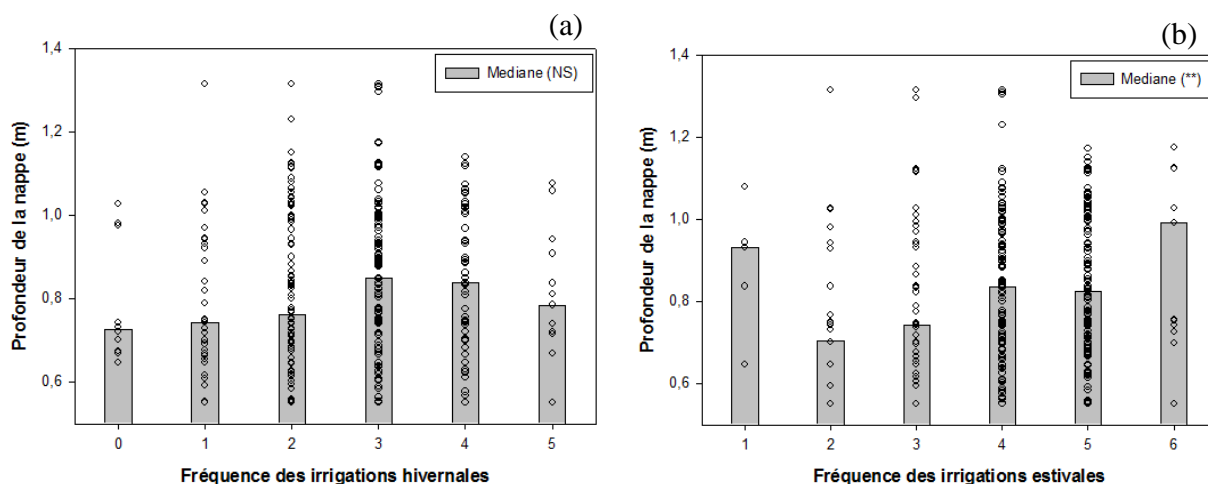 (a)
Mediane (NS)
Profondeur de la nappe (m)
1,4
1,2
1,0
0,8
0,6
0 1 2 3 4 5
Fréquence des irrigations hivernales
(b)
Mediane (**)
Profondeur de la nappe (m)
1,4
1,2
1,0
0,8
0,6
1 2 3 4 5 6
Fréquence des irrigations estivales